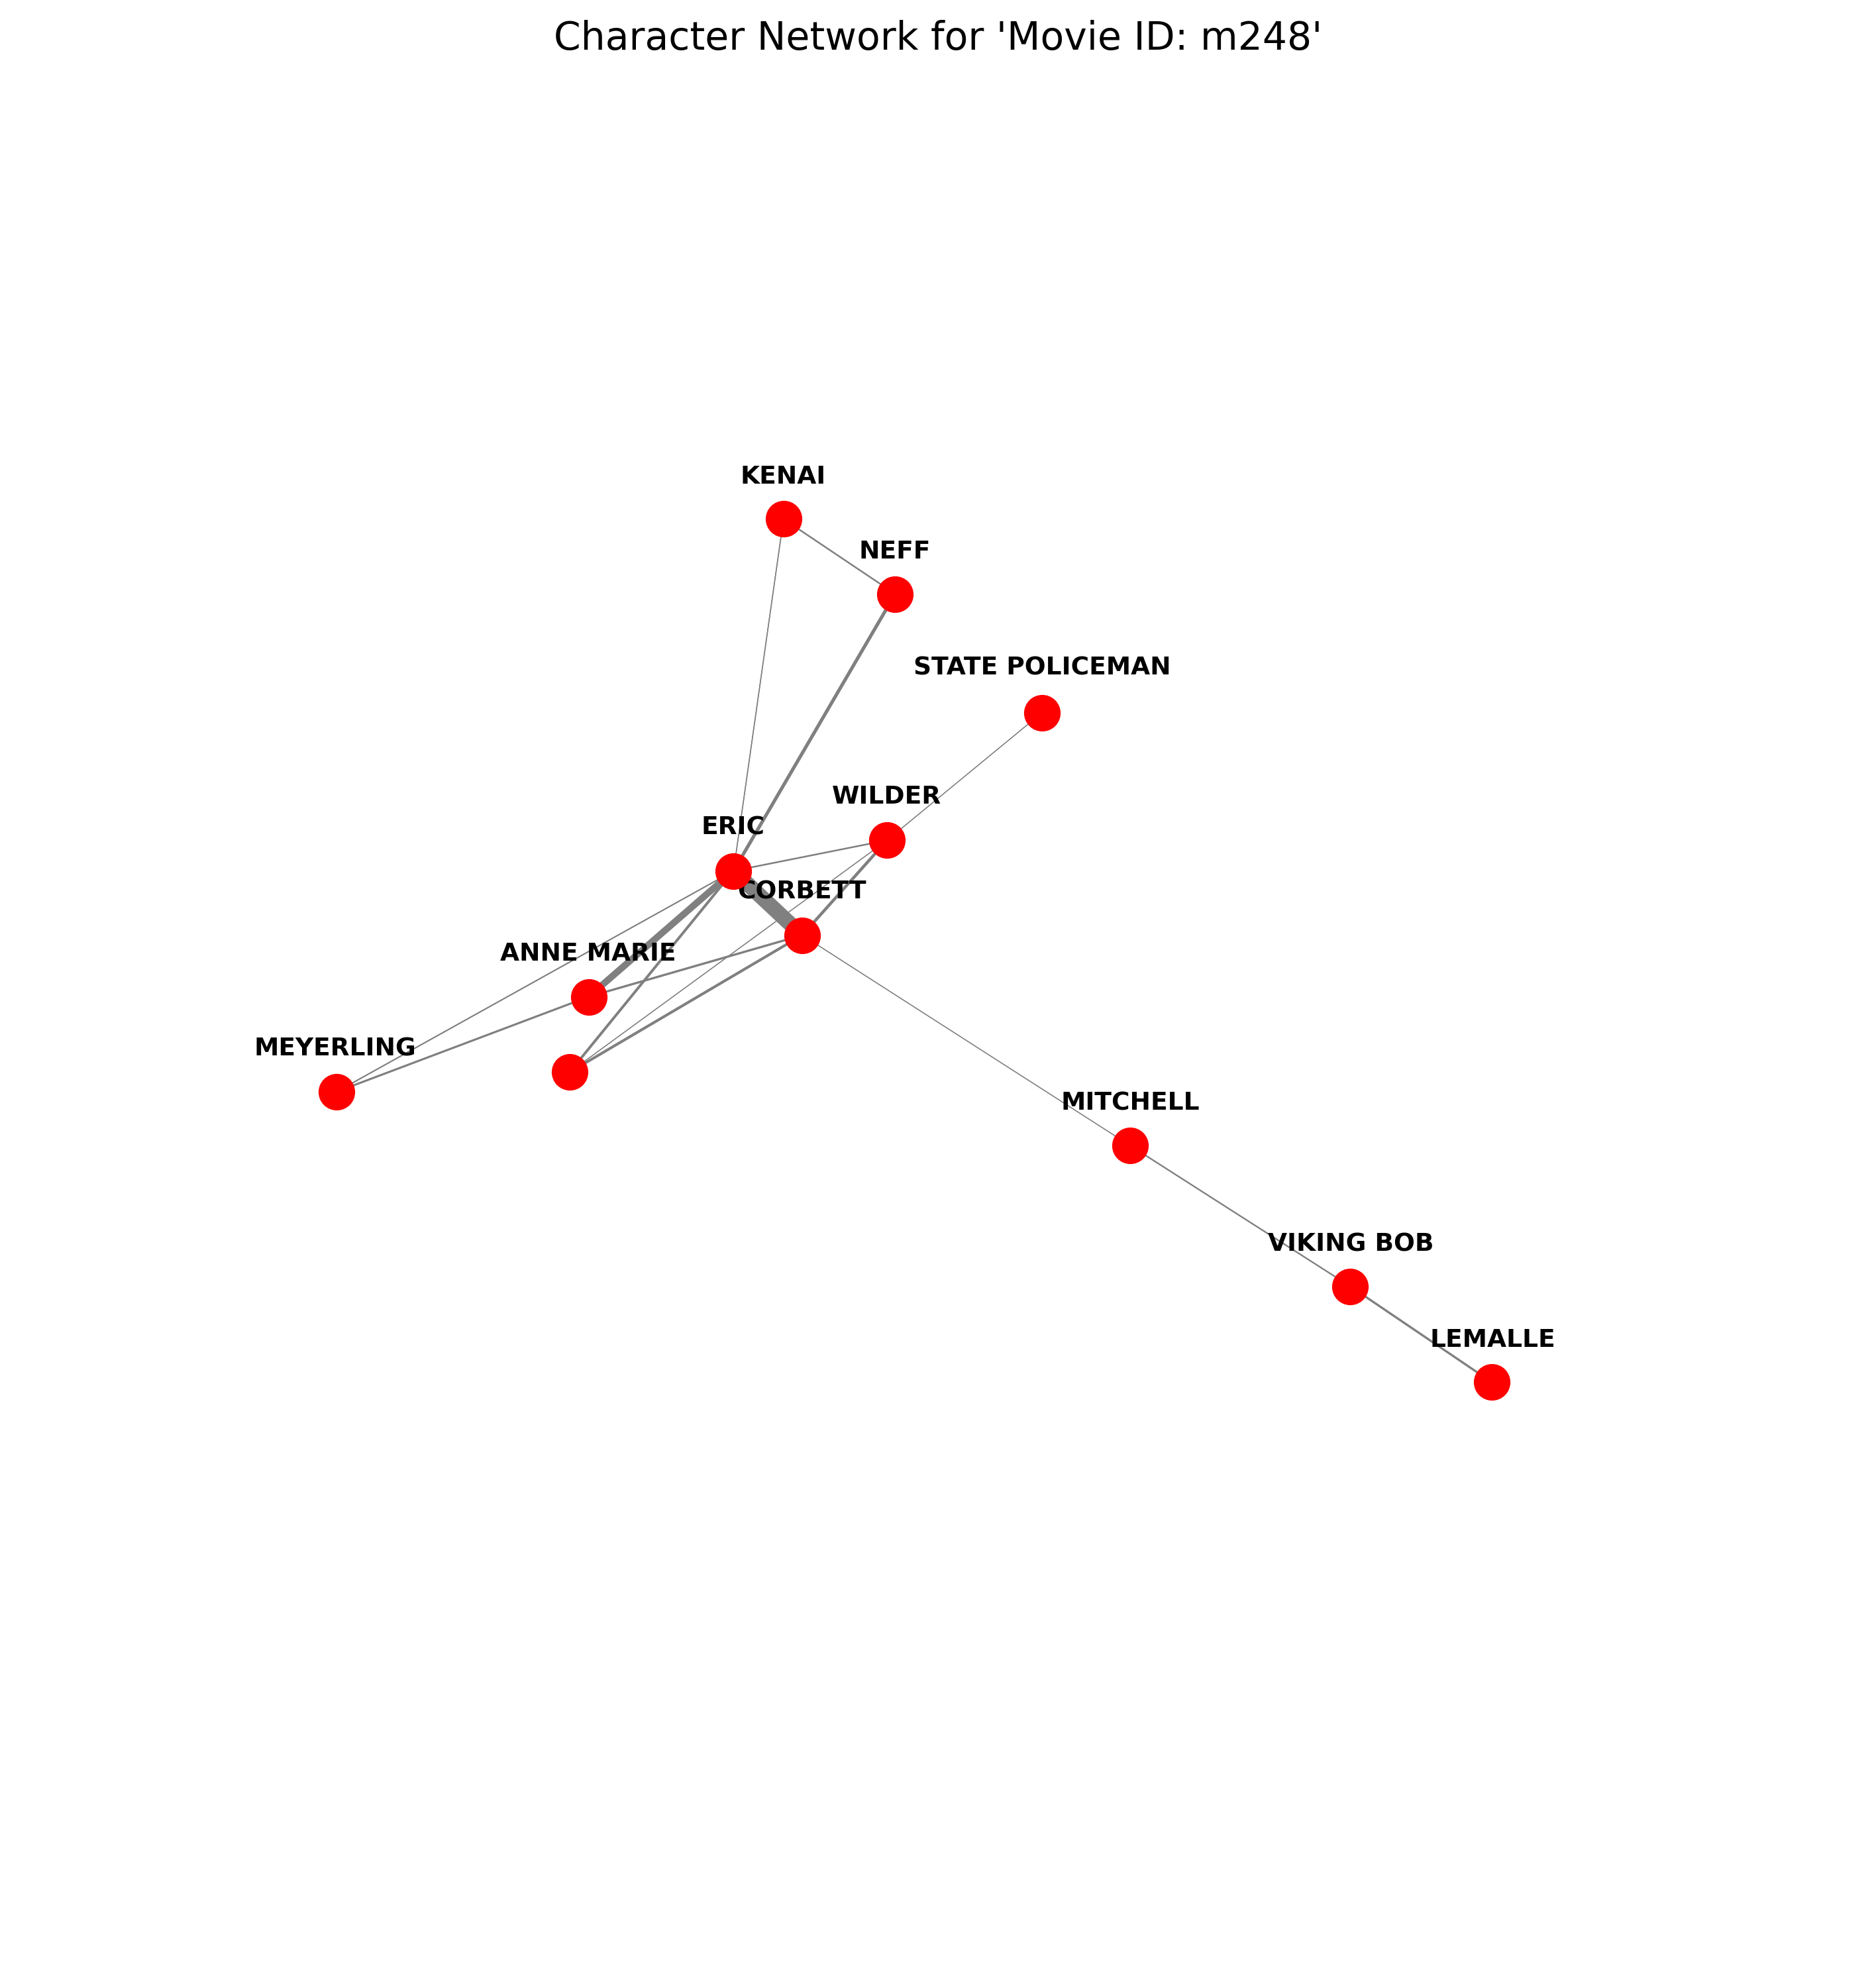 Character Network for 'Movie ID: m248'
KENAI
NEFF
STATE POLICEMAN
WILDER
ERIC
CORBETT
ANNE MARIE
MEYERLING
MITCHELL
VIKING BOB
LEMALLE